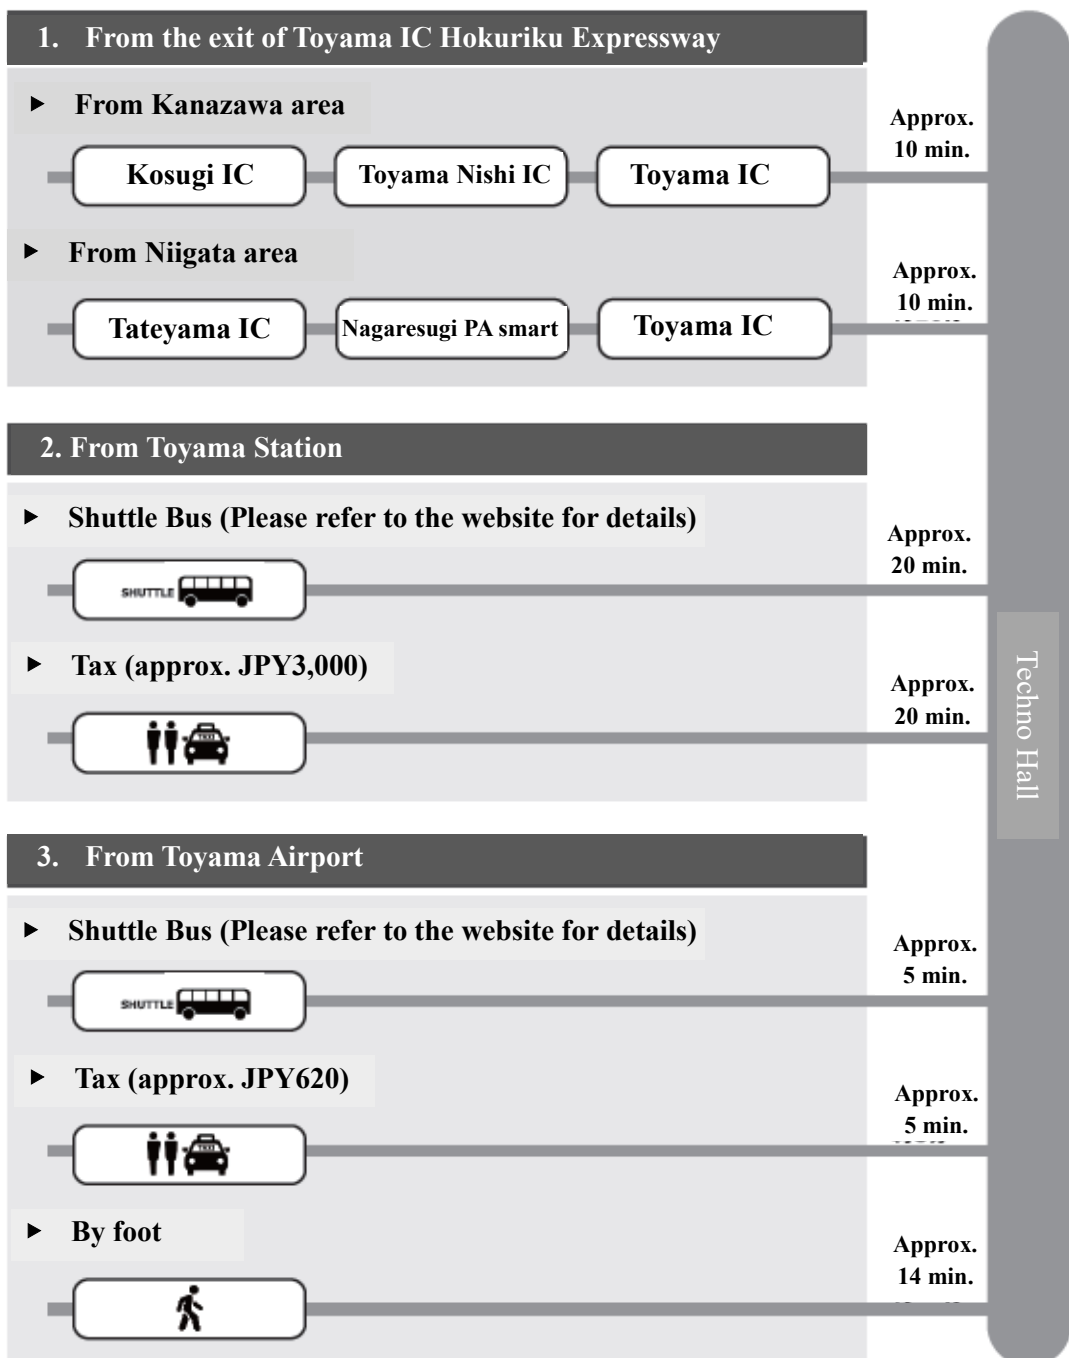 1. From the exit of Toyama IC Hokuriku Expressway
► From Kanazawa area
Approx.
10 min.
Kosugi IC
Toyama Nishi IC
Toyama IC
► From Niigata area
Approx.
10 min.
Tateyama IC
Nagaresugi PA smart
Toyama IC
2. From Toyama Station
► Shuttle Bus (Please refer to the website for details)
Approx.
20 min.
SHUTTLE
► Tax (approx. JPY3,000)
Approx.
20 min.
TAXI
Techno Hall
3. From Toyama Airport
► Shuttle Bus (Please refer to the website for details)
Approx.
5 min.
SHUTTLE
► Tax (approx. JPY620)
Approx.
5 min.
TAXI
► By foot
Approx.
14 min.